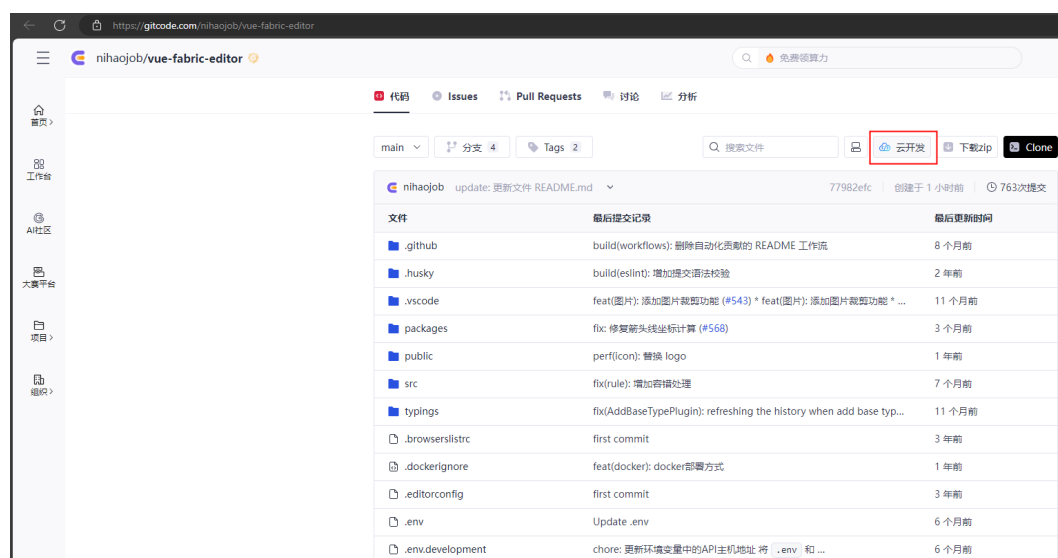 https://gitcode.com/nihaojob/vue-fabric-editor
nihaojob/vue-fabric-editor
免费领算力
首页
工作台
AI社区
大赛平台
项目
组织
代码 Issues Pull Requests 讨论 分析
main 分支 4 Tags 2 搜索文件 云开发 下载zip Clone
nihaojob update: 更新文件 README.md 77982efc 创建于 1 小时前 763次提交
文件 最后提交记录 最后更新时间
.github build(workflows): 删除自动化贡献的 README 工作流 8 个月前
.husky build(eslint): 增加提交语法校验 2 年前
.vscode feat(图片): 添加图片裁剪功能 (#543) * feat(图片): 添加图片裁剪功能 * ... 11 个月前
packages fix: 修复箭头线坐标计算 (#568) 3 个月前
public perf(icon): 替换 logo 1 年前
src fix(rule): 增加容错处理 7 个月前
typings fix(AddBaseTypePlugin): refreshing the history when add base typ... 11 个月前
.browserslistrc first commit 3 年前
.dockerignore feat(docker): docker部署方式 1 年前
.editorconfig first commit 3 年前
.env Update .env 6 个月前
.env.development chore: 更新环境变量中的API主机地址 将 .env 和 ... 6 个月前